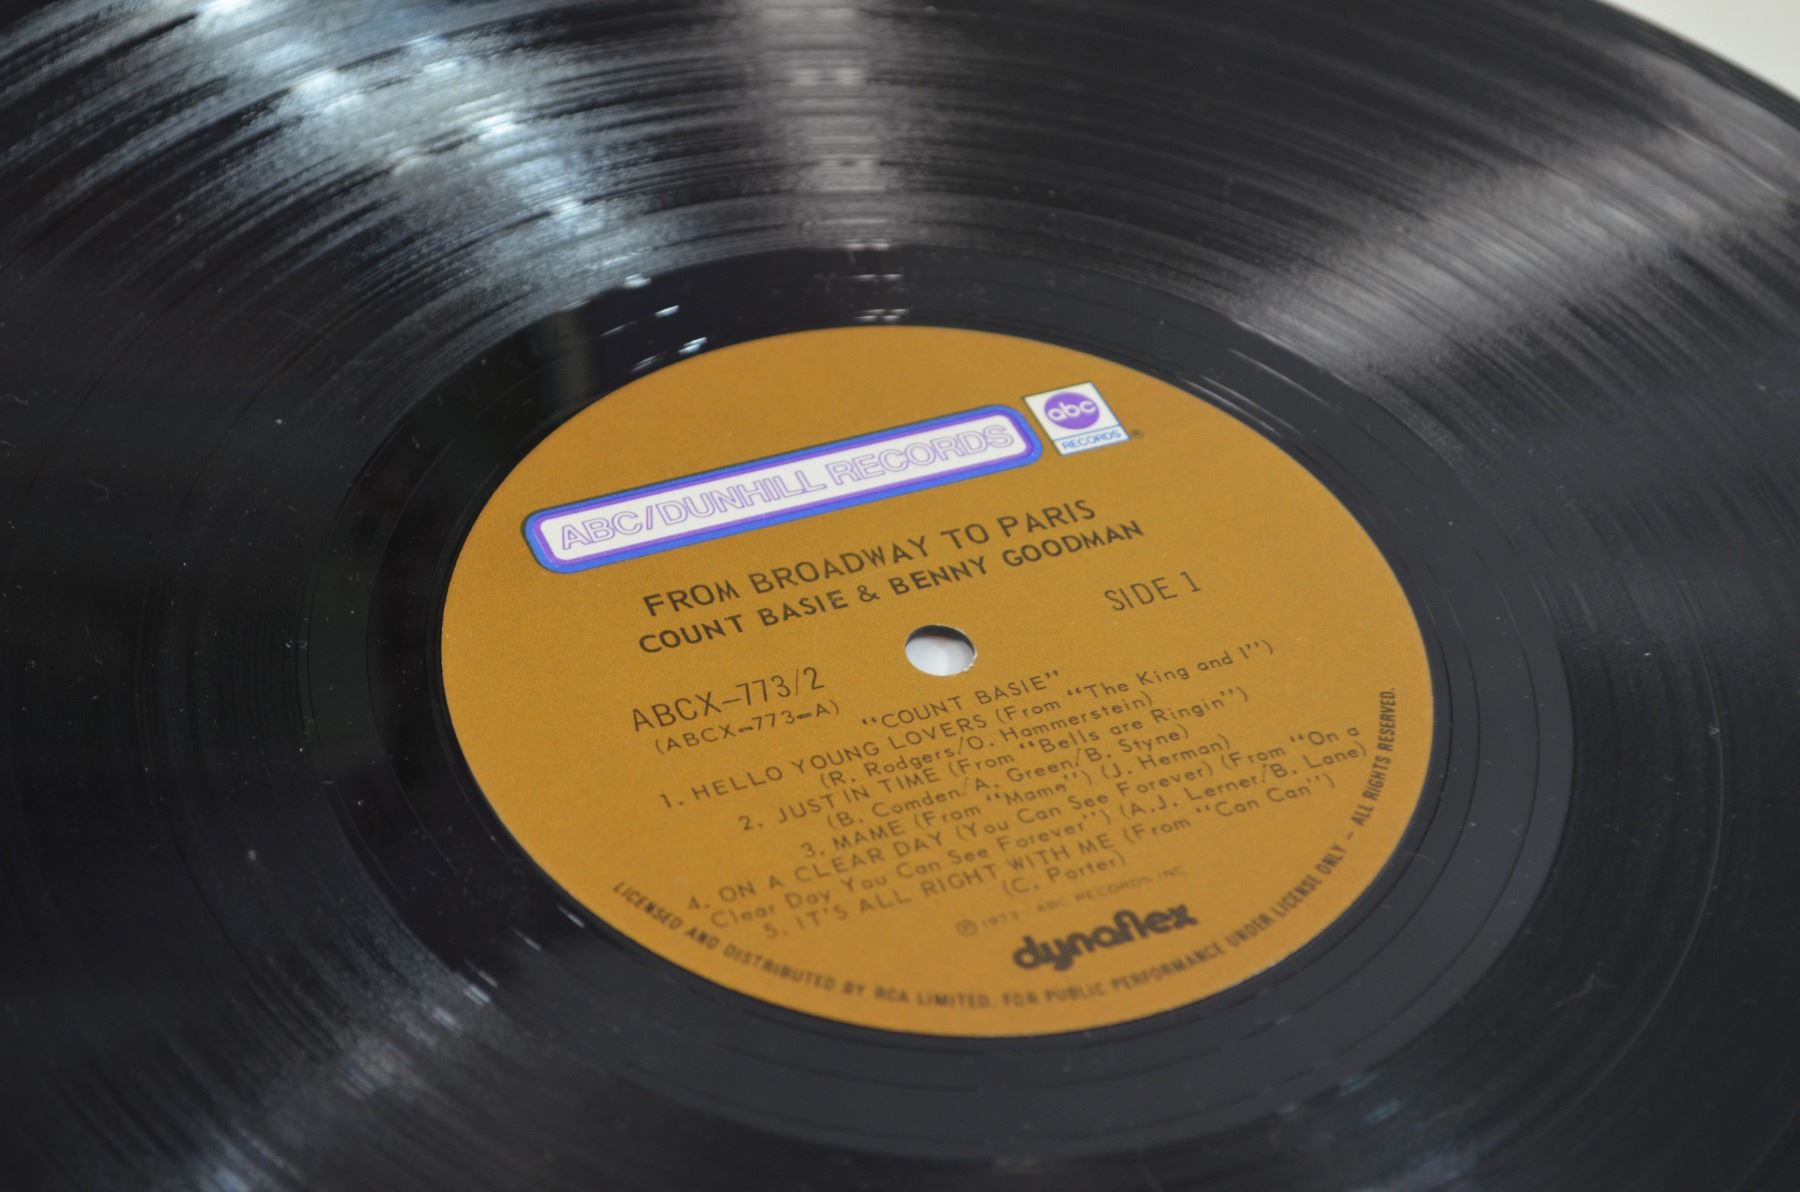 ABC/DUNHILL RECORDS
abc
RECORDS
®
FROM BROADWAY TO PARIS
COUNT BASIE & BENNY GOODMAN
SIDE 1
ABCX-773/2
(ABCX-773-A)
"COUNT BASIE"
1. HELLO YOUNG LOVERS (From "The King and I")
(R. Rodgers/O. Hammerstein)
2. JUST IN TIME (From "Bells are Ringin")
(B. Comden/A. Green/B. Styne)
3. MAME (From "Mame") (J. Herman)
4. ON A CLEAR DAY (You Can See Forever) (From "On a
Clear Day You Can See Forever") (A.J. Lerner/B. Lane)
5. IT'S ALL RIGHT WITH ME (From "Can Can")
(C. Porter)
℗ 1973 ABC RECORDS INC
dynaflex
LICENSED AND DISTRIBUTED BY RCA LIMITED. FOR PUBLIC PERFORMANCE UNDER LICENSE ONLY - ALL RIGHTS RESERVED.